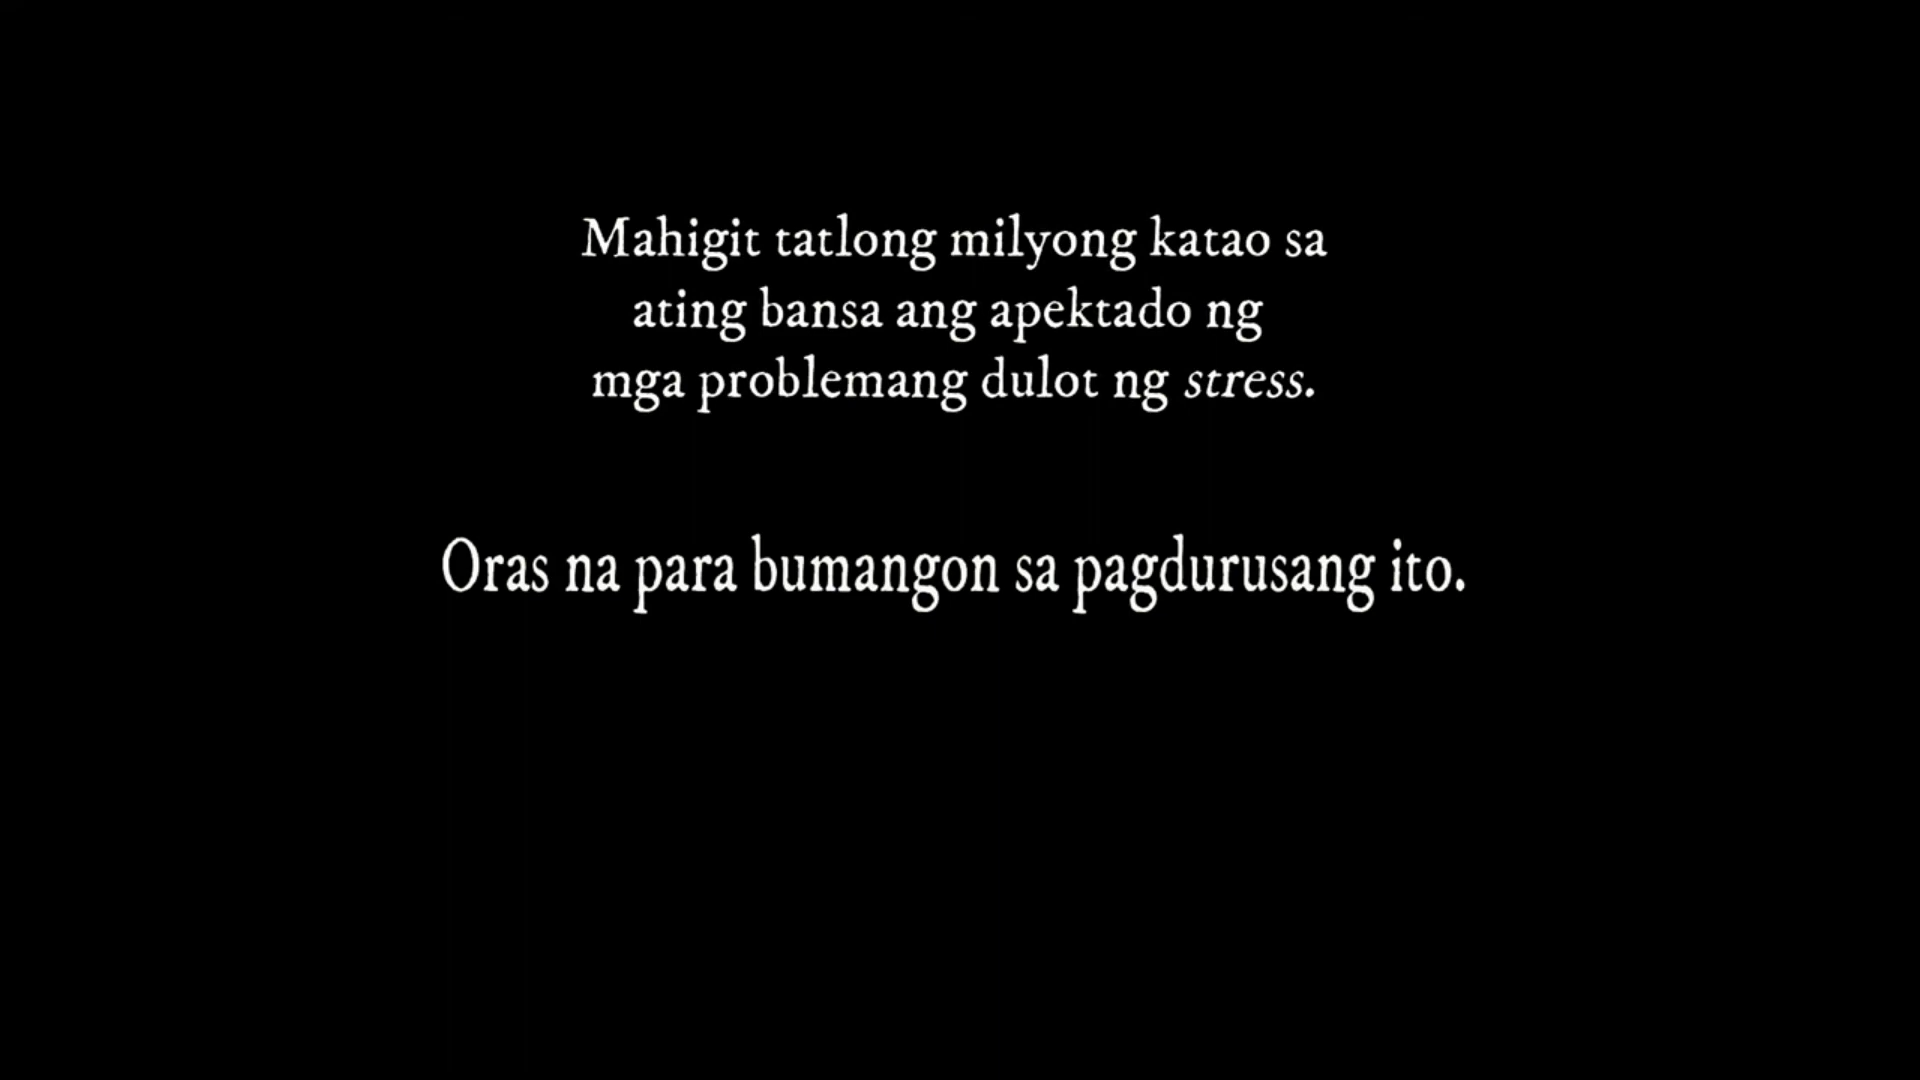 Mahigit tatlong milyong katao sa
ating bansa ang apektado ng
mga problemang dulot ng stress.
Oras na para bumangon sa pagdurusang ito.